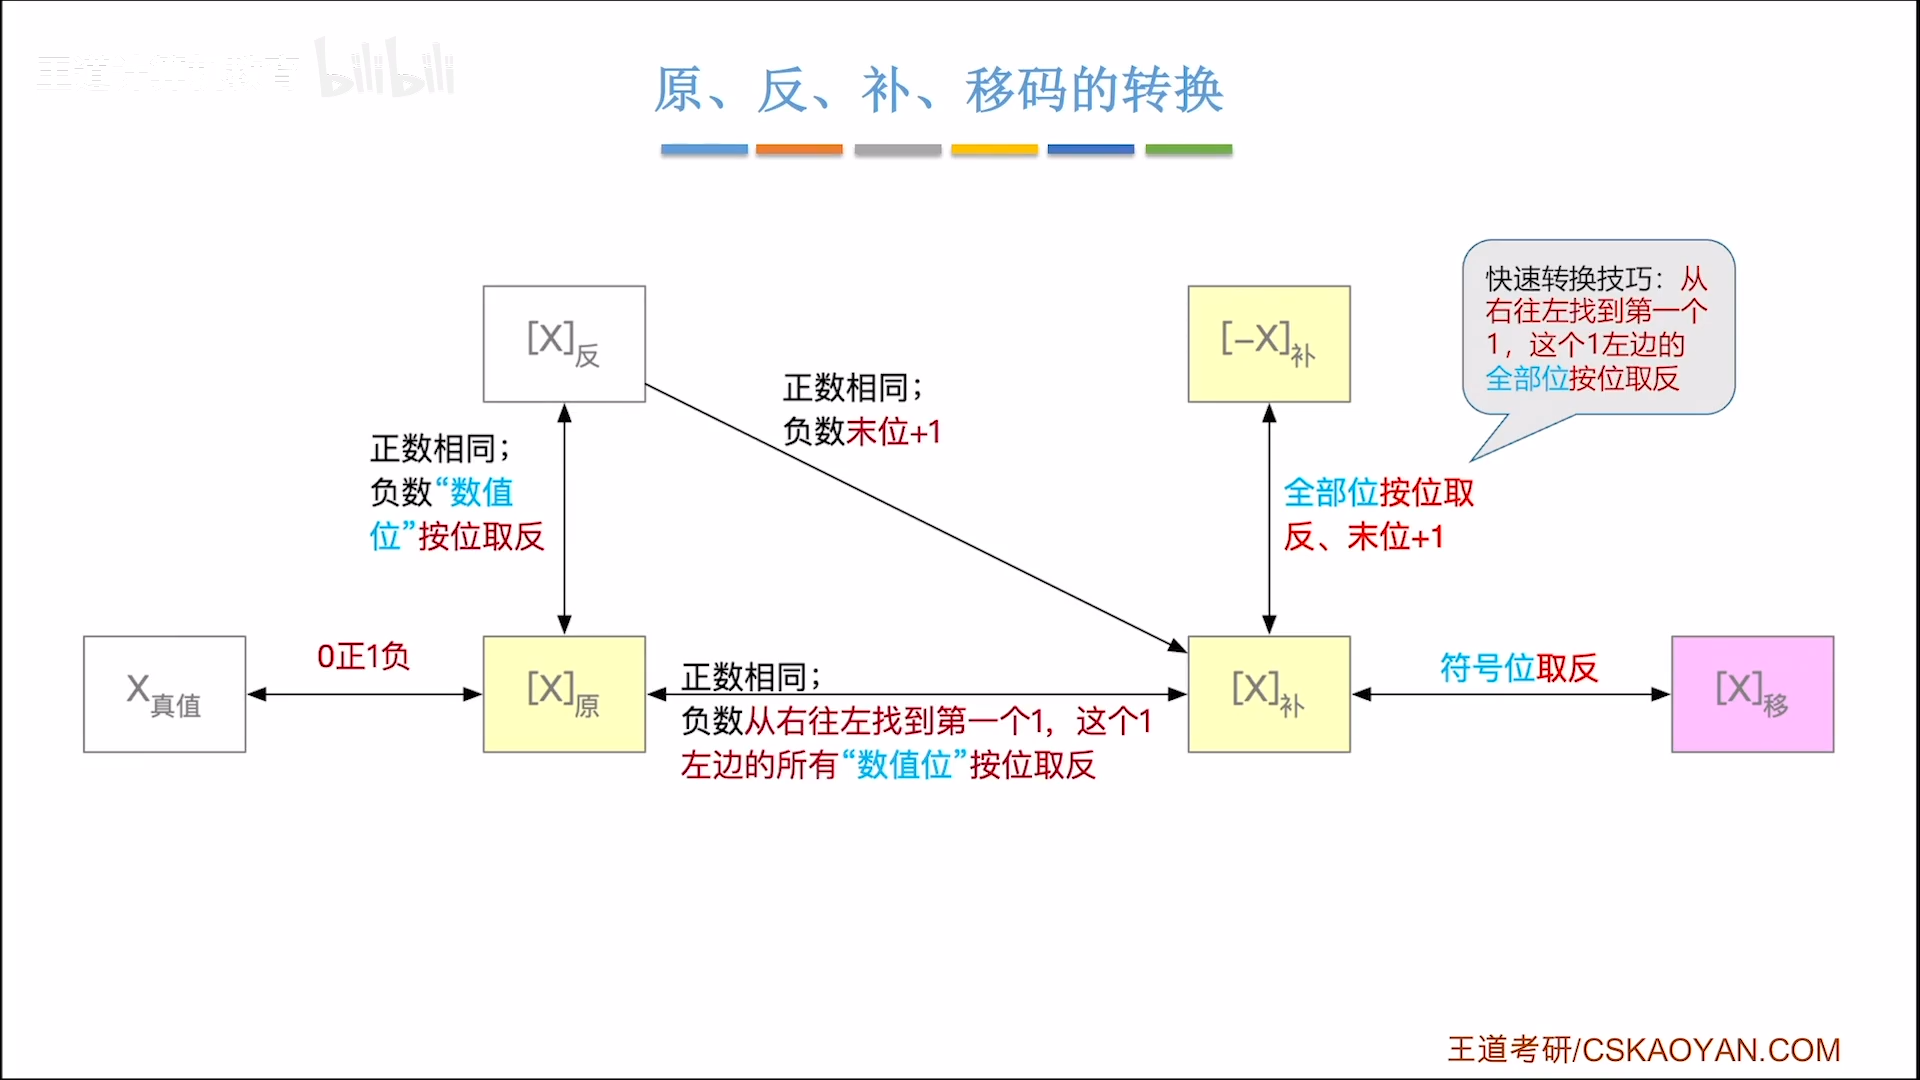 王道计算机教育 bilibili
原、反、补、移码的转换
快速转换技巧：从
右往左找到第一个
1，这个1左边的
全部位按位取反
[X]反
[-X]补
正数相同；
负数末位+1
正数相同；
负数“数值
位”按位取反
全部位按位取
反、末位+1
X真值
0正1负
[X]原
正数相同；
负数从右往左找到第一个1，这个1
左边的所有“数值位”按位取反
[X]补
符号位取反
[X]移
王道考研/CSKAOYAN.COM